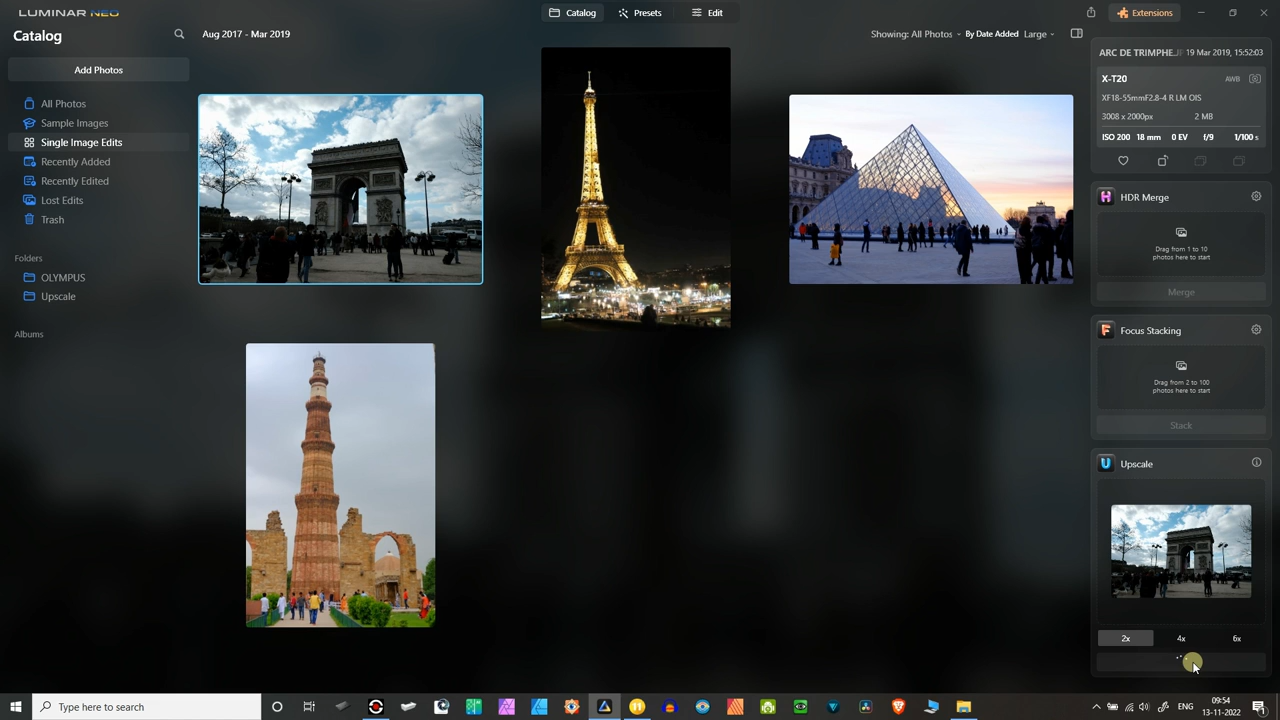 LUMINAR NEO
Catalog
Presets
Edit
Extensions
Catalog
Aug 2017 - Mar 2019
Showing: All Photos
By Date Added
Large
Add Photos
All Photos
Sample Images
Single Image Edits
Recently Added
Recently Edited
Lost Edits
Trash
Folders
OLYMPUS
Upscale
Albums
ARC DE TRIMPHE.JP
19 Mar 2019, 15:52:03
X-T20
AWB
XF18-55mmF2.8-4 R LM OIS
3008 x 2000px
2 MB
ISO 200
18 mm
0 EV
f/9
1/100 s
HDR Merge
Drag from 1 to 10
photos here to start
Merge
Focus Stacking
Drag from 2 to 100
photos here to start
Stack
Upscale
2x
4x
6x
Type here to search
ENG
09:54
13-11-2022